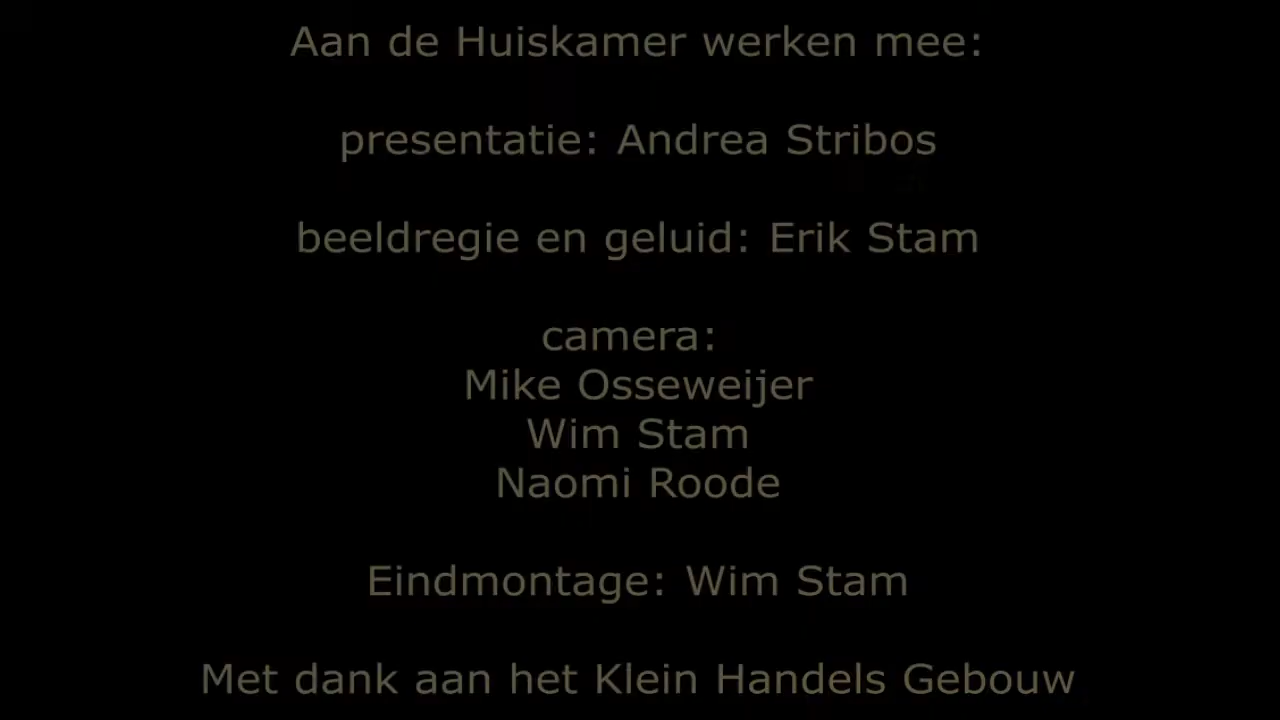 Aan de Huiskamer werken mee:
presentatie: Andrea Stribos
beeldregie en geluid: Erik Stam
camera:
Mike Osseweijer
Wim Stam
Naomi Roode
Eindmontage: Wim Stam
Met dank aan het Klein Handels Gebouw